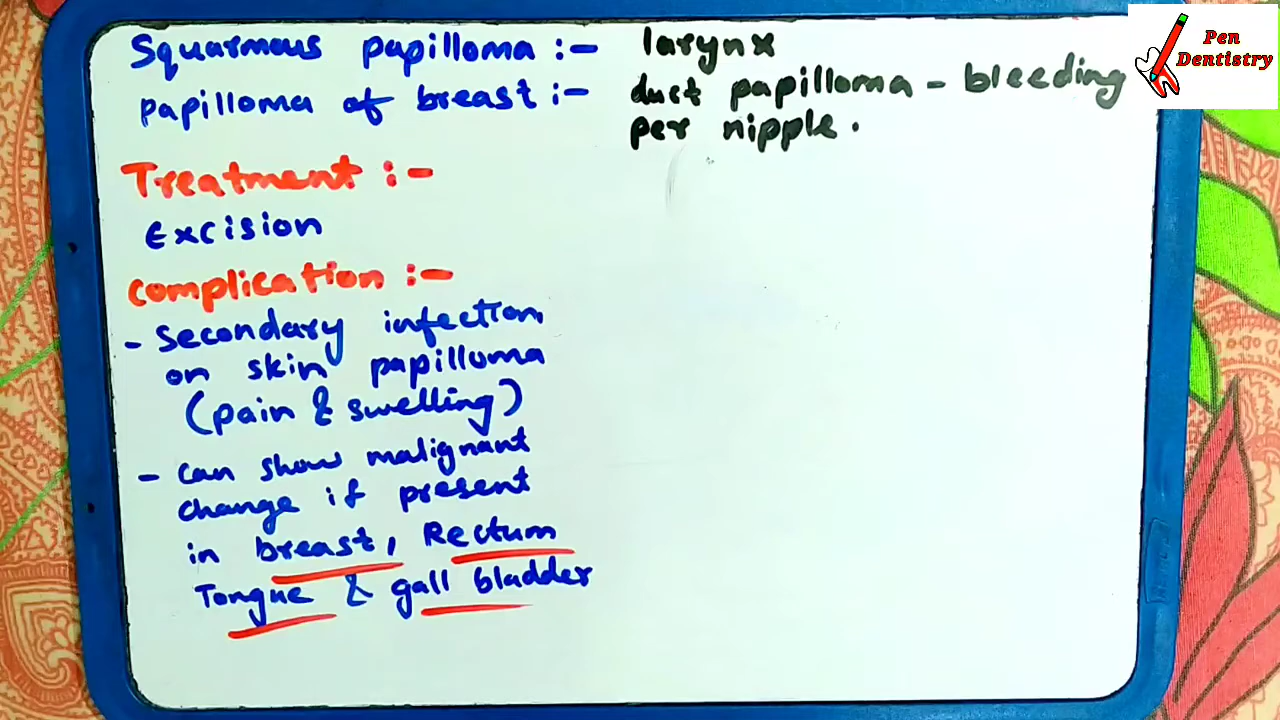 Squarmous papilloma :- larynx
papilloma of breast :- duct papilloma - bleeding
per nipple.
Treatment :-
Excision
Complication :-
- Secondary infection
on skin papilloma
(pain & swelling)
- Can show malignant
change if present
in breast, Rectum
Tongue & gall bladder
Pen
Dentistry